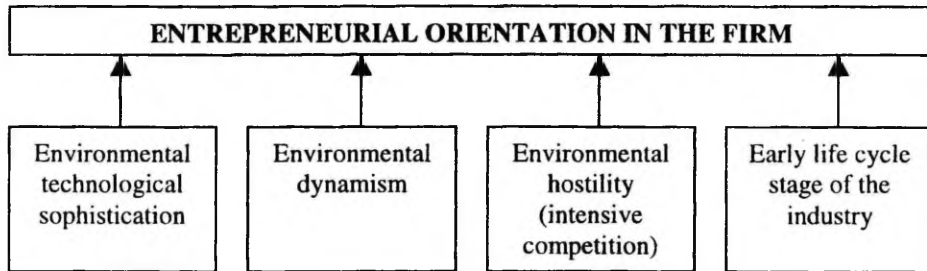 ENTREPRENEURIAL ORIENTATION IN THE FIRM
Environmental
technological
sophistication
Environmental
dynamism
Environmental
hostility
(intensive
competition)
Early life cycle
stage of the
industry